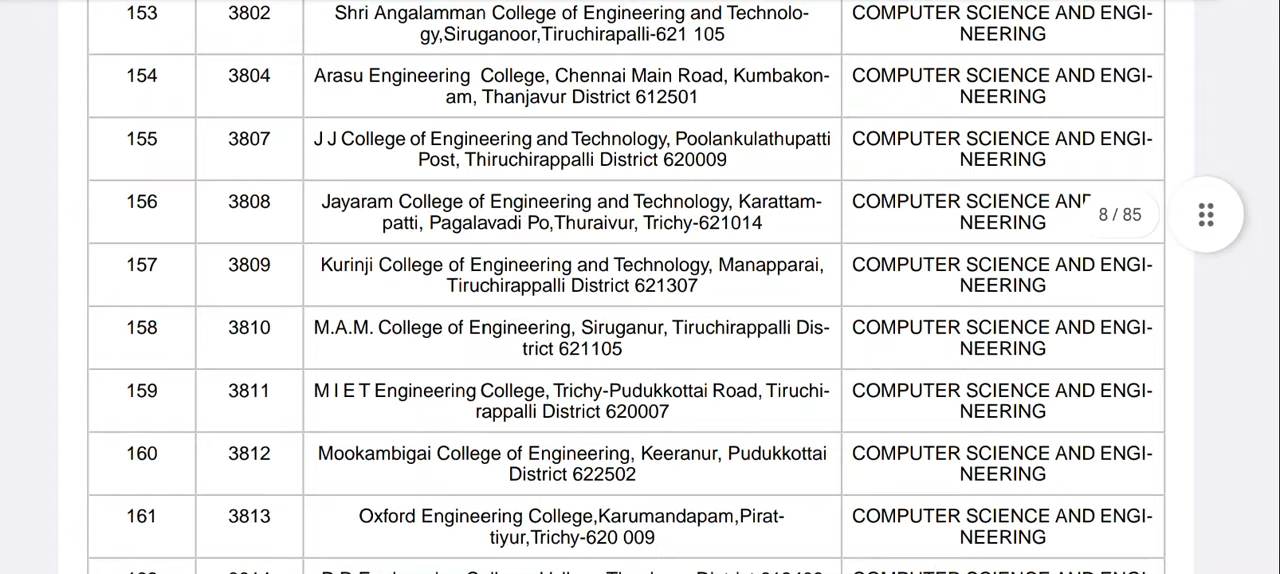 153 3802 Shri Angalamman College of Engineering and Technolo- COMPUTER SCIENCE AND ENGI-
gy,Siruganoor,Tiruchirapalli-621 105 NEERING
154 3804 Arasu Engineering College, Chennai Main Road, Kumbakon- COMPUTER SCIENCE AND ENGI-
am, Thanjavur District 612501 NEERING
155 3807 J J College of Engineering and Technology, Poolankulathupatti COMPUTER SCIENCE AND ENGI-
Post, Thiruchirappalli District 620009 NEERING
156 3808 Jayaram College of Engineering and Technology, Karattam- COMPUTER SCIENCE AND
patti, Pagalavadi Po,Thuraivur, Trichy-621014 NEERING
8 / 85
157 3809 Kurinji College of Engineering and Technology, Manapparai, COMPUTER SCIENCE AND ENGI-
Tiruchirappalli District 621307 NEERING
158 3810 M.A.M. College of Engineering, Siruganur, Tiruchirappalli Dis- COMPUTER SCIENCE AND ENGI-
trict 621105 NEERING
159 3811 M I E T Engineering College, Trichy-Pudukkottai Road, Tiruchi- COMPUTER SCIENCE AND ENGI-
rappalli District 620007 NEERING
160 3812 Mookambigai College of Engineering, Keeranur, Pudukkottai COMPUTER SCIENCE AND ENGI-
District 622502 NEERING
161 3813 Oxford Engineering College,Karumandapam,Pirat- COMPUTER SCIENCE AND ENGI-
tiyur,Trichy-620 009 NEERING